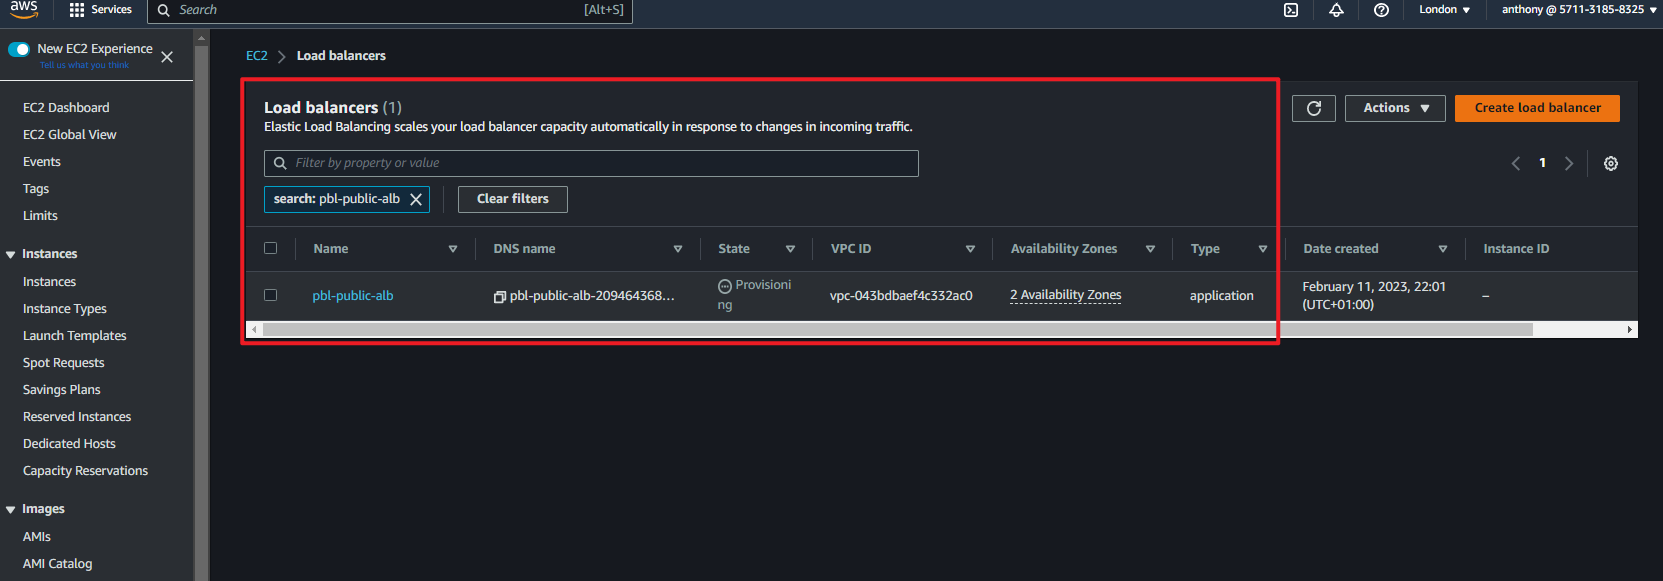 aws
Services
Search
[Alt+S]
London
anthony @ 5711-3185-8325
New EC2 Experience
Tell us what you think
EC2 Dashboard
EC2 Global View
Events
Tags
Limits
Instances
Instances
Instance Types
Launch Templates
Spot Requests
Savings Plans
Reserved Instances
Dedicated Hosts
Capacity Reservations
Images
AMIs
AMI Catalog
EC2
Load balancers
Load balancers (1)
Elastic Load Balancing scales your load balancer capacity automatically in response to changes in incoming traffic.
Actions
Create load balancer
Filter by property or value
1
search: pbl-public-alb
Clear filters
Name
DNS name
State
VPC ID
Availability Zones
Type
Date created
Instance ID
pbl-public-alb
pbl-public-alb-209464368...
Provisioni
ng
vpc-043bdbaef4c332ac0
2 Availability Zones
application
February 11, 2023, 22:01
(UTC+01:00)
–